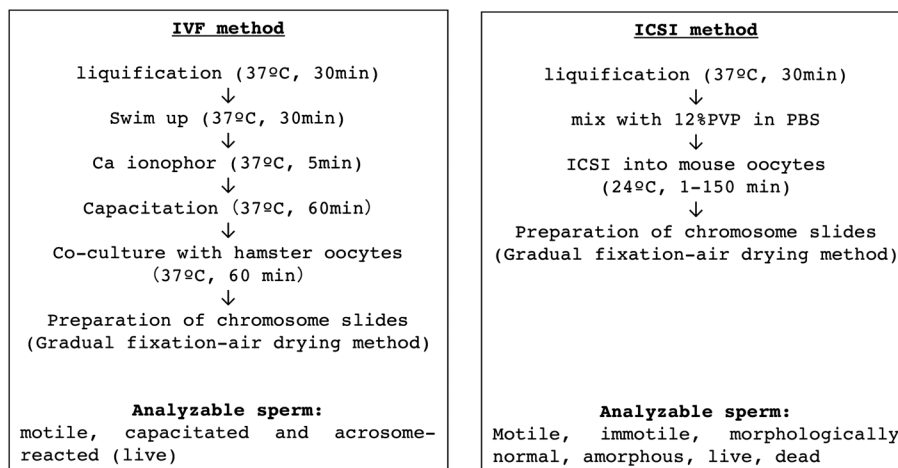 IVF method
liquification (37ºC, 30min)
↓
Swim up (37ºC, 30min)
↓
Ca ionophor (37ºC, 5min)
↓
Capacitation (37ºC, 60min)
↓
Co-culture with hamster oocytes
(37ºC, 60 min)
↓
Preparation of chromosome slides
(Gradual fixation-air drying method)
Analyzable sperm:
motile, capacitated and acrosome-
reacted (live)
ICSI method
liquification (37ºC, 30min)
↓
mix with 12%PVP in PBS
↓
ICSI into mouse oocytes
(24ºC, 1-150 min)
↓
Preparation of chromosome slides
(Gradual fixation-air drying method)
Analyzable sperm:
Motile, immotile, morphologically
normal, amorphous, live, dead